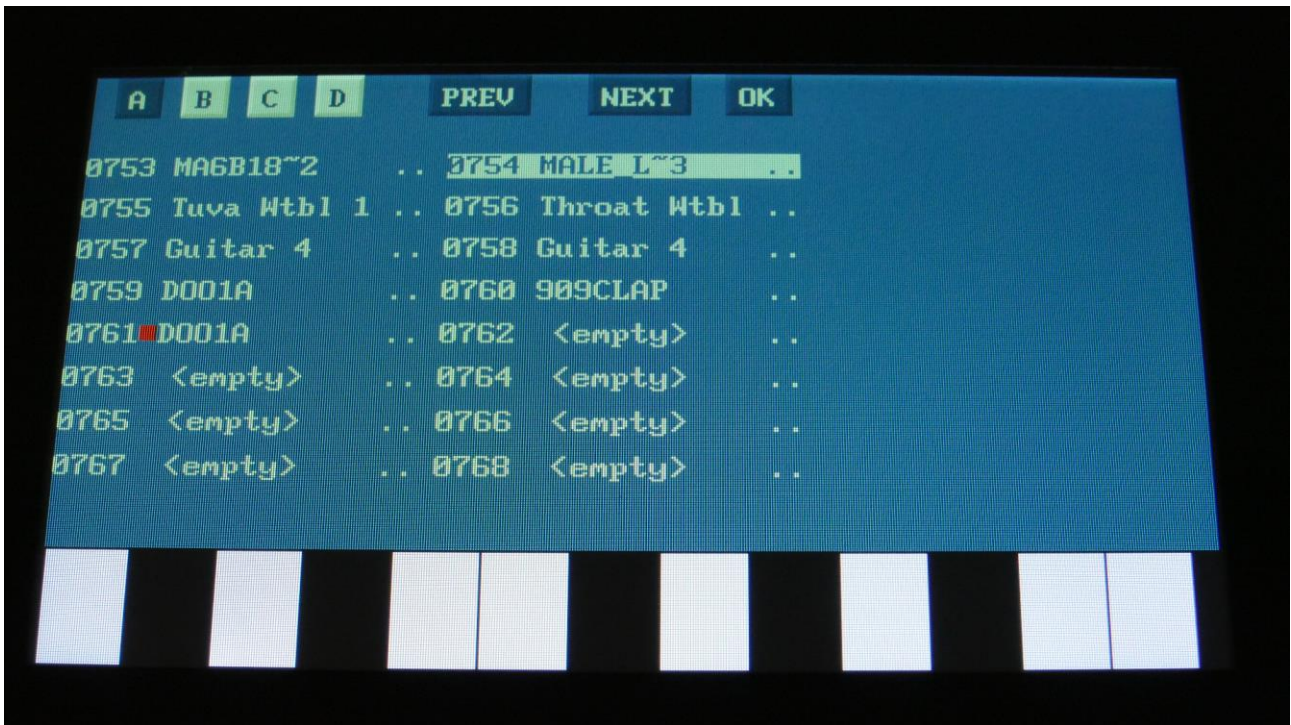 A B C D PREV NEXT OK
0753 MA6B18~2 .. 0754 MALE L~3 ..
0755 Tuva Wtbl 1 .. 0756 Throat Wtbl ..
0757 Guitar 4 .. 0758 Guitar 4 ..
0759 DOO1A .. 0760 909CLAP ..
0761 DOO1A .. 0762 <empty> ..
0763 <empty> .. 0764 <empty> ..
0765 <empty> .. 0766 <empty> ..
0767 <empty> .. 0768 <empty> ..